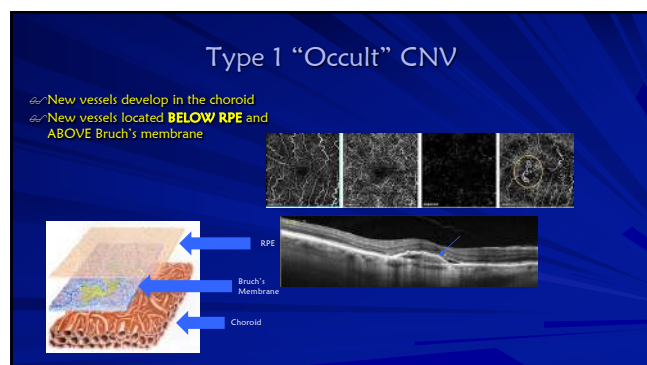 Type 1 “Occult” CNV
New vessels develop in the choroid
New vessels located BELOW RPE and
ABOVE Bruch’s membrane
RPE
Bruch’s
Membrane
Choroid